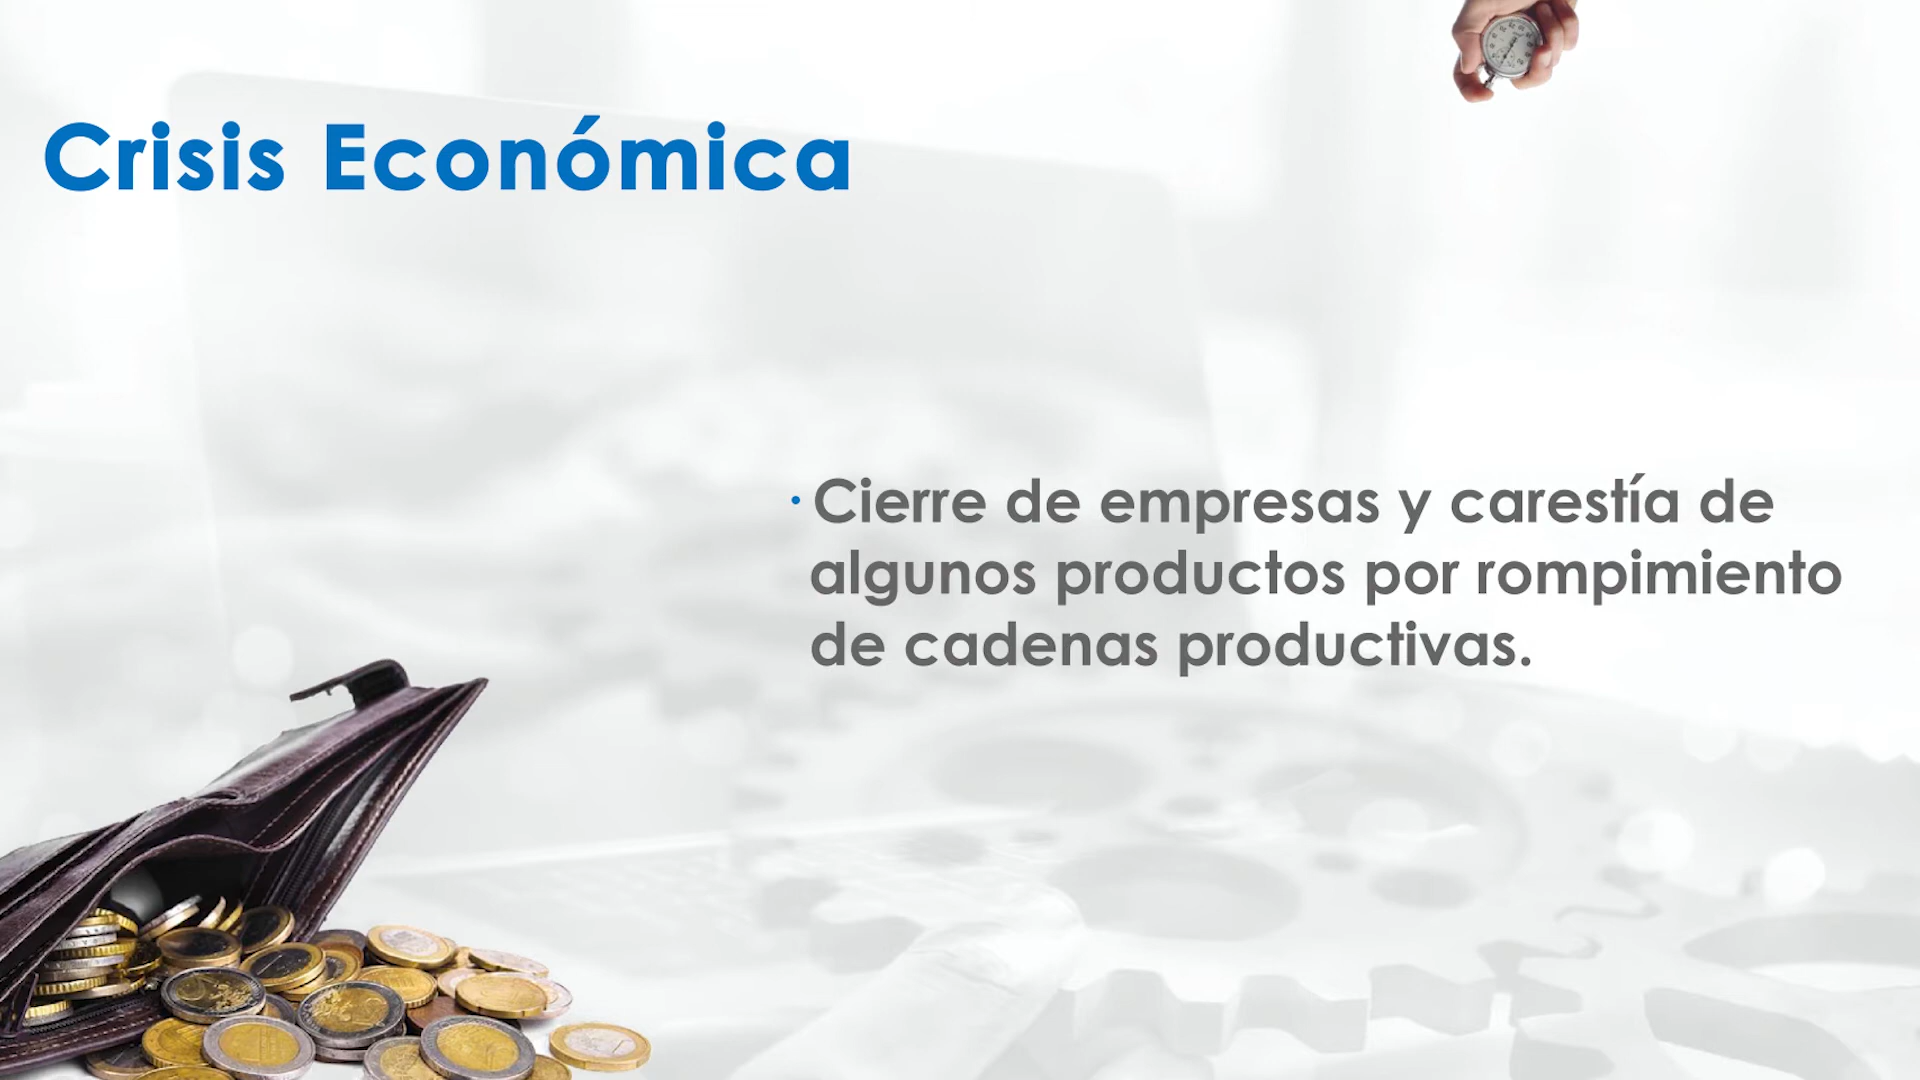 Crisis Económica
· Cierre de empresas y carestía de
algunos productos por rompimiento
de cadenas productivas.